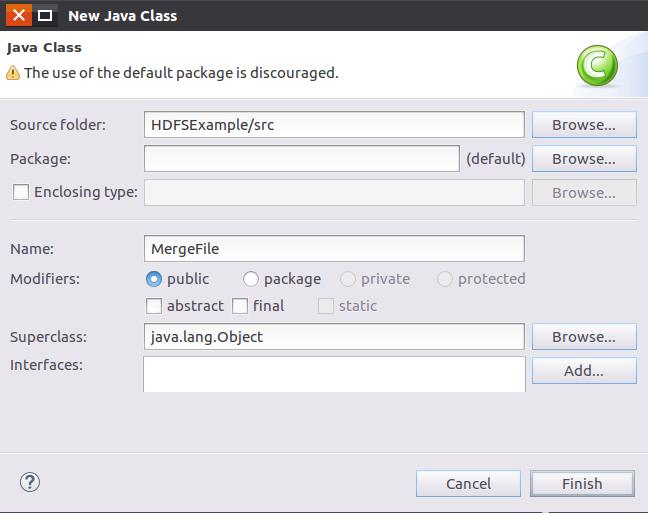 New Java Class
Java Class
The use of the default package is discouraged.
Source folder: HDFSExample/src Browse...
Package: (default) Browse...
Enclosing type: Browse...
Name: MergeFile
Modifiers: public package private protected
abstract final static
Superclass: java.lang.Object Browse...
Interfaces: Add...
Cancel Finish